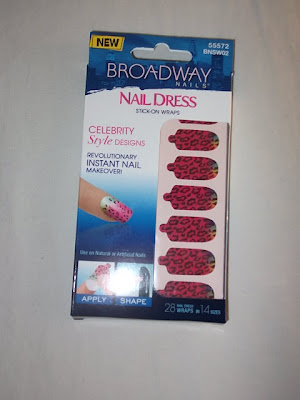 NEW
55572
BNSW02
BROADWAY
NAILS
NAIL DRESS
STICK-ON WRAPS
CELEBRITY
Style DESIGNS
REVOLUTIONARY
INSTANT NAIL
MAKEOVER!
Use on Natural or Artificial Nails
APPLY
SHAPE
28 NAIL DRESS WRAPS IN 14 SIZES